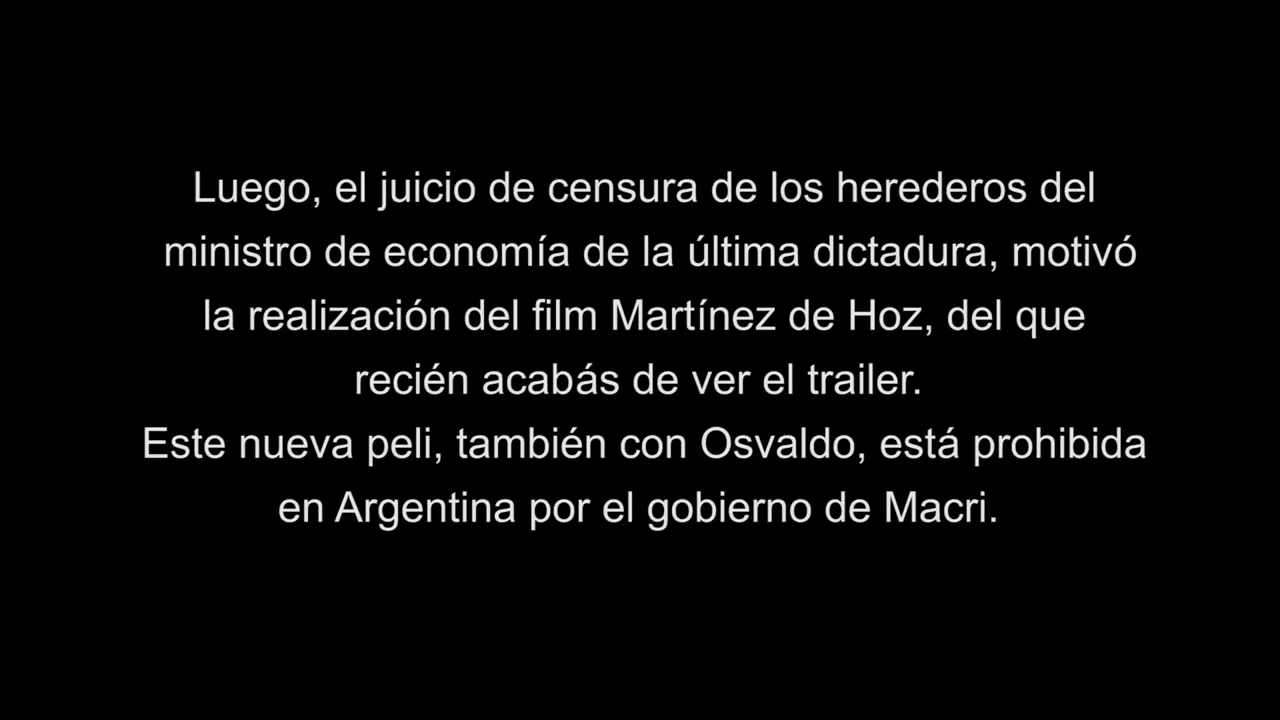 Luego, el juicio de censura de los herederos del
ministro de economía de la última dictadura, motivó
la realización del film Martínez de Hoz, del que
recién acabás de ver el trailer.
Este nueva peli, también con Osvaldo, está prohibida
en Argentina por el gobierno de Macri.